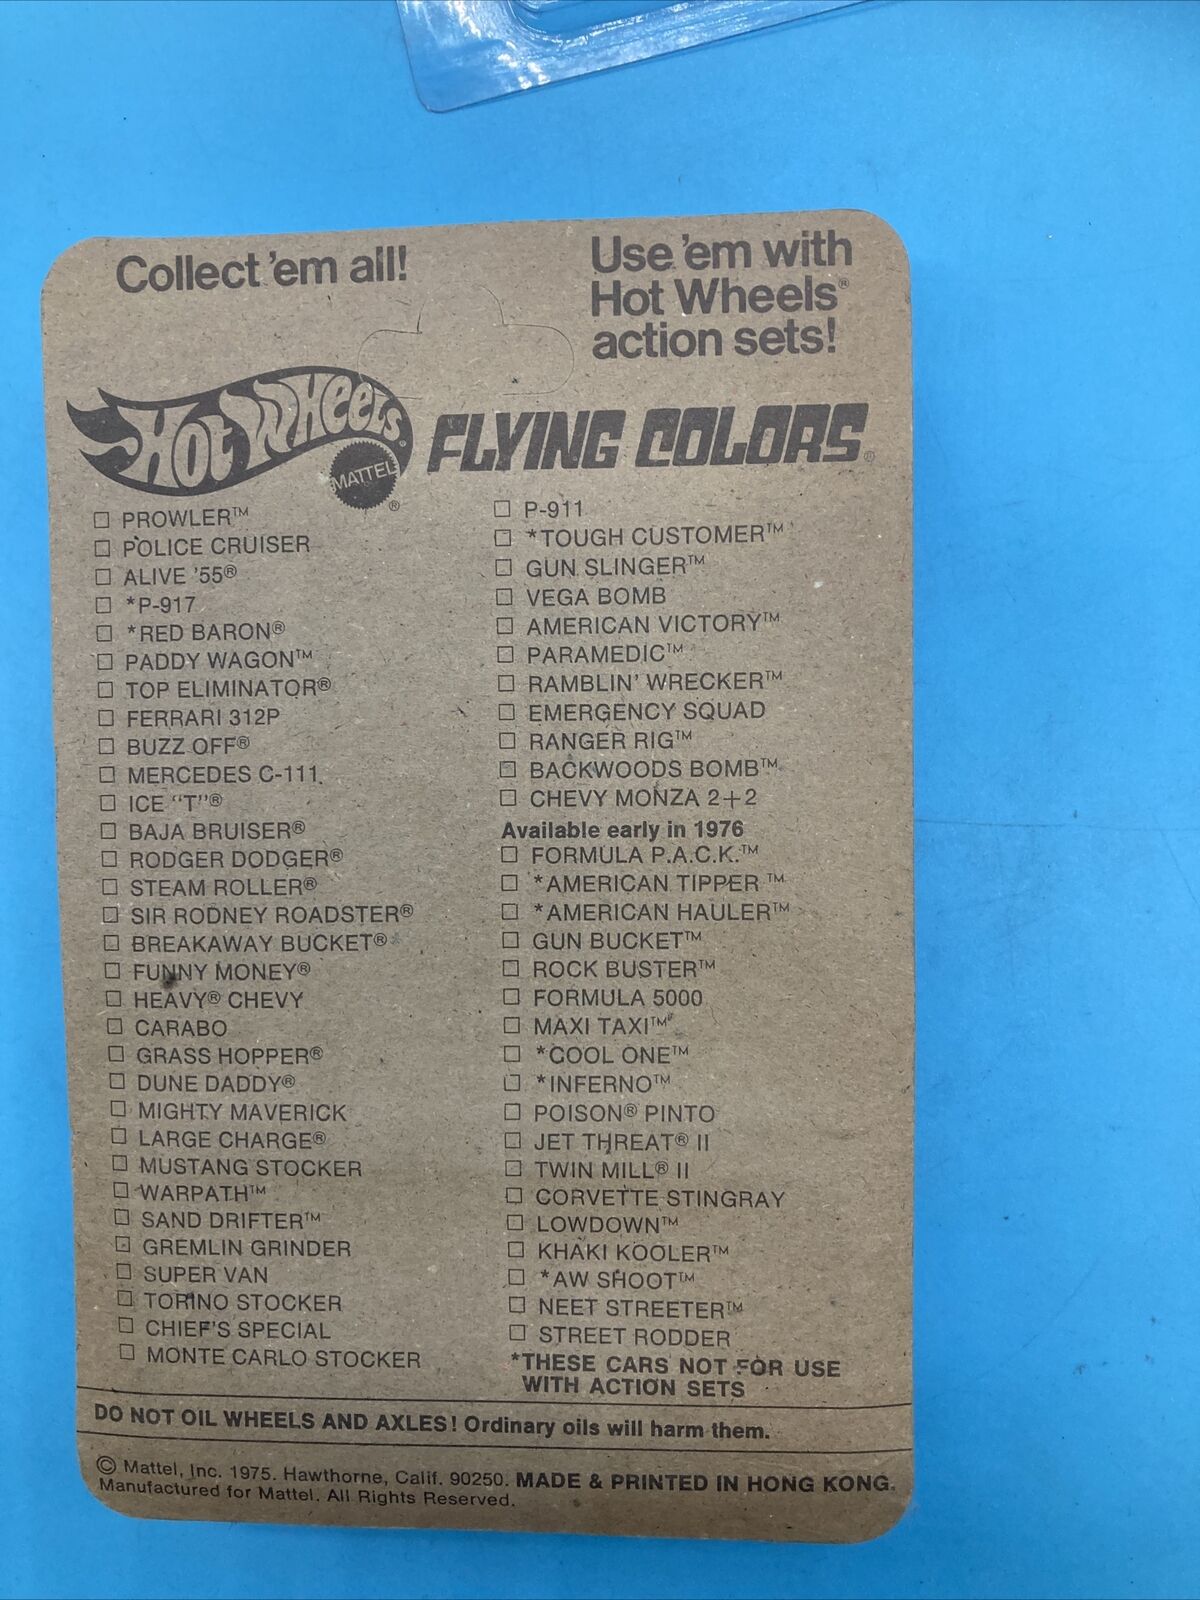 Collect 'em all!
Use 'em with
Hot Wheels®
action sets!
Hot Wheels®
MATTEL®
FLYING COLORS®
☐ PROWLER™
☐ POLICE CRUISER
☐ ALIVE '55®
☐ *P-917
☐ *RED BARON®
☐ PADDY WAGON™
☐ TOP ELIMINATOR®
☐ FERRARI 312P
☐ BUZZ OFF®
☐ MERCEDES C-111
☐ ICE "T"®
☐ BAJA BRUISER®
☐ RODGER DODGER®
☐ STEAM ROLLER®
☐ SIR RODNEY ROADSTER®
☐ BREAKAWAY BUCKET®
☐ FUNNY MONEY®
☐ HEAVY® CHEVY
☐ CARABO
☐ GRASS HOPPER®
☐ DUNE DADDY®
☐ MIGHTY MAVERICK
☐ LARGE CHARGE®
☐ MUSTANG STOCKER
☐ WARPATH™
☐ SAND DRIFTER™
☐ GREMLIN GRINDER
☐ SUPER VAN
☐ TORINO STOCKER
☐ CHIEF'S SPECIAL
☐ MONTE CARLO STOCKER
☐ P-911
☐ *TOUGH CUSTOMER™
☐ GUN SLINGER™
☐ VEGA BOMB
☐ AMERICAN VICTORY™
☐ PARAMEDIC™
☐ RAMBLIN' WRECKER™
☐ EMERGENCY SQUAD
☐ RANGER RIG™
☐ BACKWOODS BOMB™
☐ CHEVY MONZA 2+2
Available early in 1976
☐ FORMULA P.A.C.K.™
☐ *AMERICAN TIPPER™
☐ *AMERICAN HAULER™
☐ GUN BUCKET™
☐ ROCK BUSTER™
☐ FORMULA 5000
☐ MAXI TAXI™
☐ *COOL ONE™
☐ *INFERNO™
☐ POISON® PINTO
☐ JET THREAT® II
☐ TWIN MILL® II
☐ CORVETTE STINGRAY
☐ LOWDOWN™
☐ KHAKI KOOLER™
☐ *AW SHOOT™
☐ NEET STREETER™
☐ STREET RODDER
*THESE CARS NOT FOR USE
WITH ACTION SETS
DO NOT OIL WHEELS AND AXLES! Ordinary oils will harm them.
© Mattel, Inc. 1975. Hawthorne, Calif. 90250. MADE & PRINTED IN HONG KONG.
Manufactured for Mattel. All Rights Reserved.